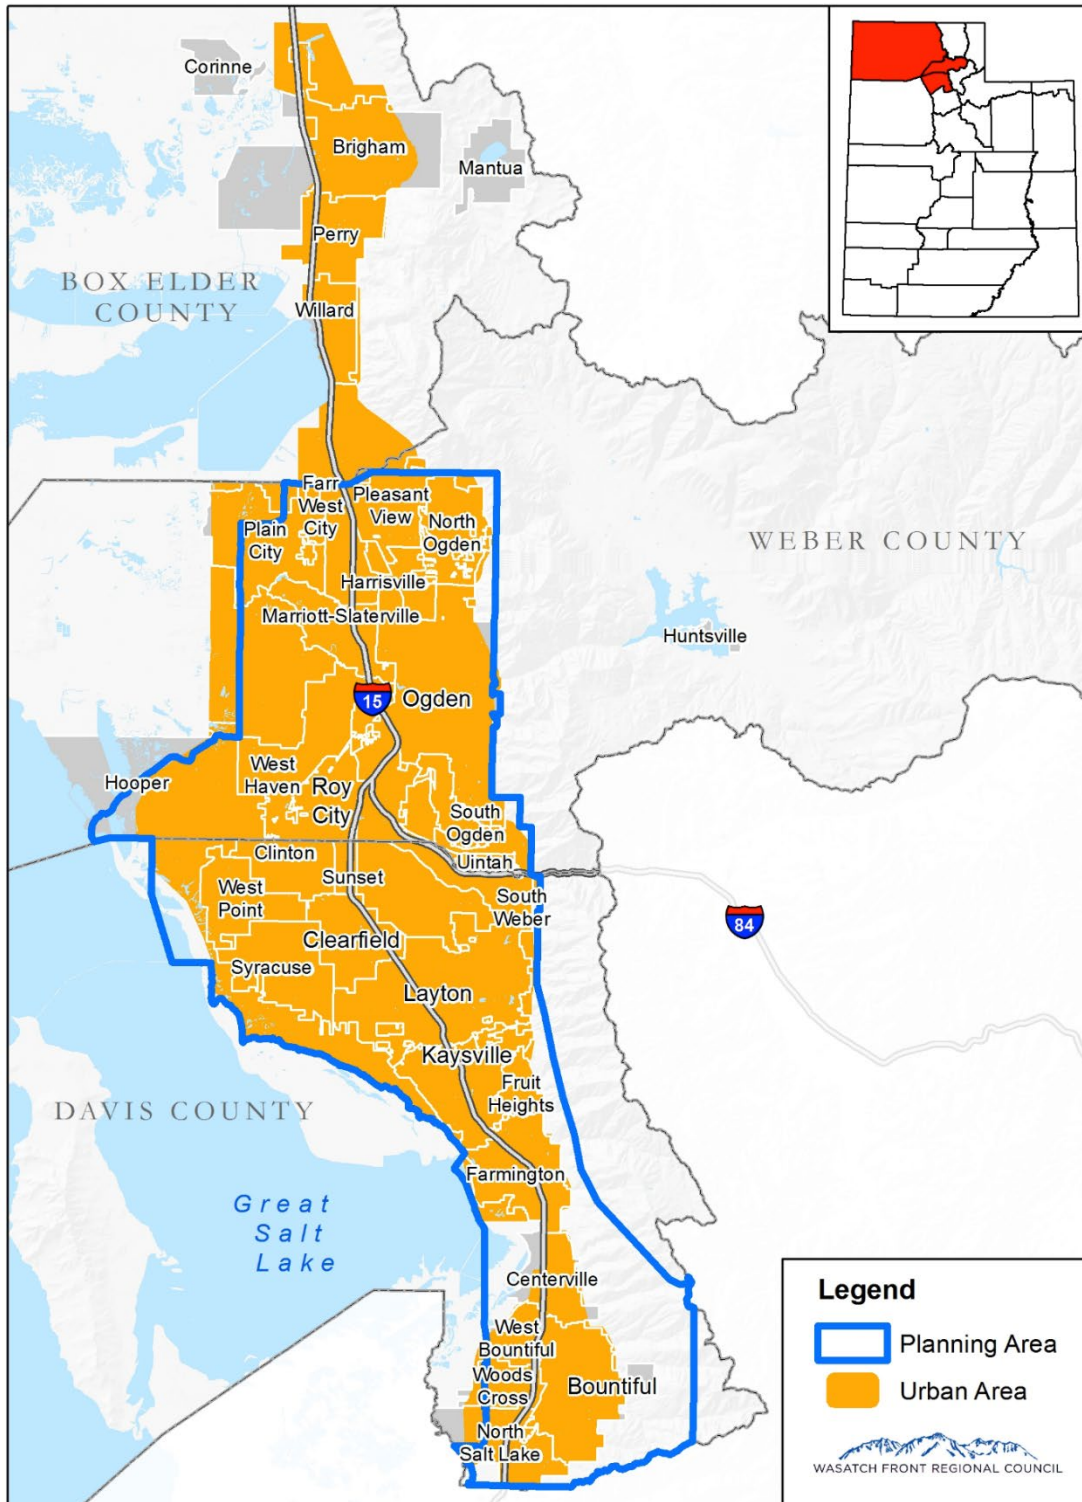 Corinne
Brigham
Mantua
Perry
BOX ELDER
COUNTY
Willard
Farr
West
City
Pleasant
View
Plain
City
North
Ogden
WEBER COUNTY
Harrisville
Marriott-Slaterville
Huntsville
15
Ogden
Hooper
West
Haven
Roy
City
South
Ogden
Clinton
Uintah
Sunset
West
Point
South
Weber
84
Clearfield
Syracuse
Layton
Kaysville
Fruit
Heights
DAVIS COUNTY
Farmington
Great
Salt
Lake
Centerville
West
Bountiful
Woods
Cross
Bountiful
North
Salt Lake
Legend
Planning Area
Urban Area
WASATCH FRONT REGIONAL COUNCIL